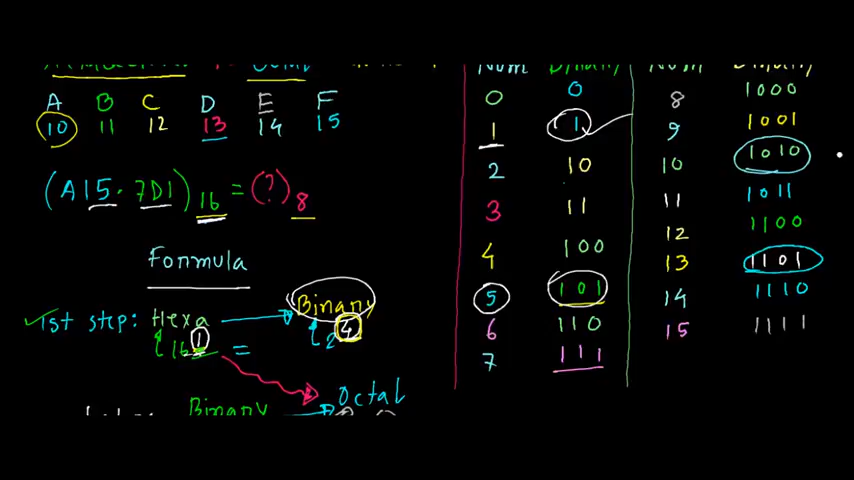 A B C D E F
10 11 12 13 14 15
(A15.7D1)16 = (?)8
Formula
1st step: Hexa → Binary
16 1 = 2 4
Octal
Binary →
Num Binary Num Binary
0 0 8 1000
1 1 9 1001
2 10 10 1010
3 11 11 1011
4 100 12 1100
5 101 13 1101
6 110 14 1110
7 111 15 1111